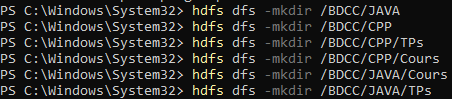 PS C:\Windows\System32> hdfs dfs -mkdir /BDCC/JAVA
PS C:\Windows\System32> hdfs dfs -mkdir /BDCC/CPP
PS C:\Windows\System32> hdfs dfs -mkdir /BDCC/CPP/TPs
PS C:\Windows\System32> hdfs dfs -mkdir /BDCC/CPP/Cours
PS C:\Windows\System32> hdfs dfs -mkdir /BDCC/JAVA/Cours
PS C:\Windows\System32> hdfs dfs -mkdir /BDCC/JAVA/TPs